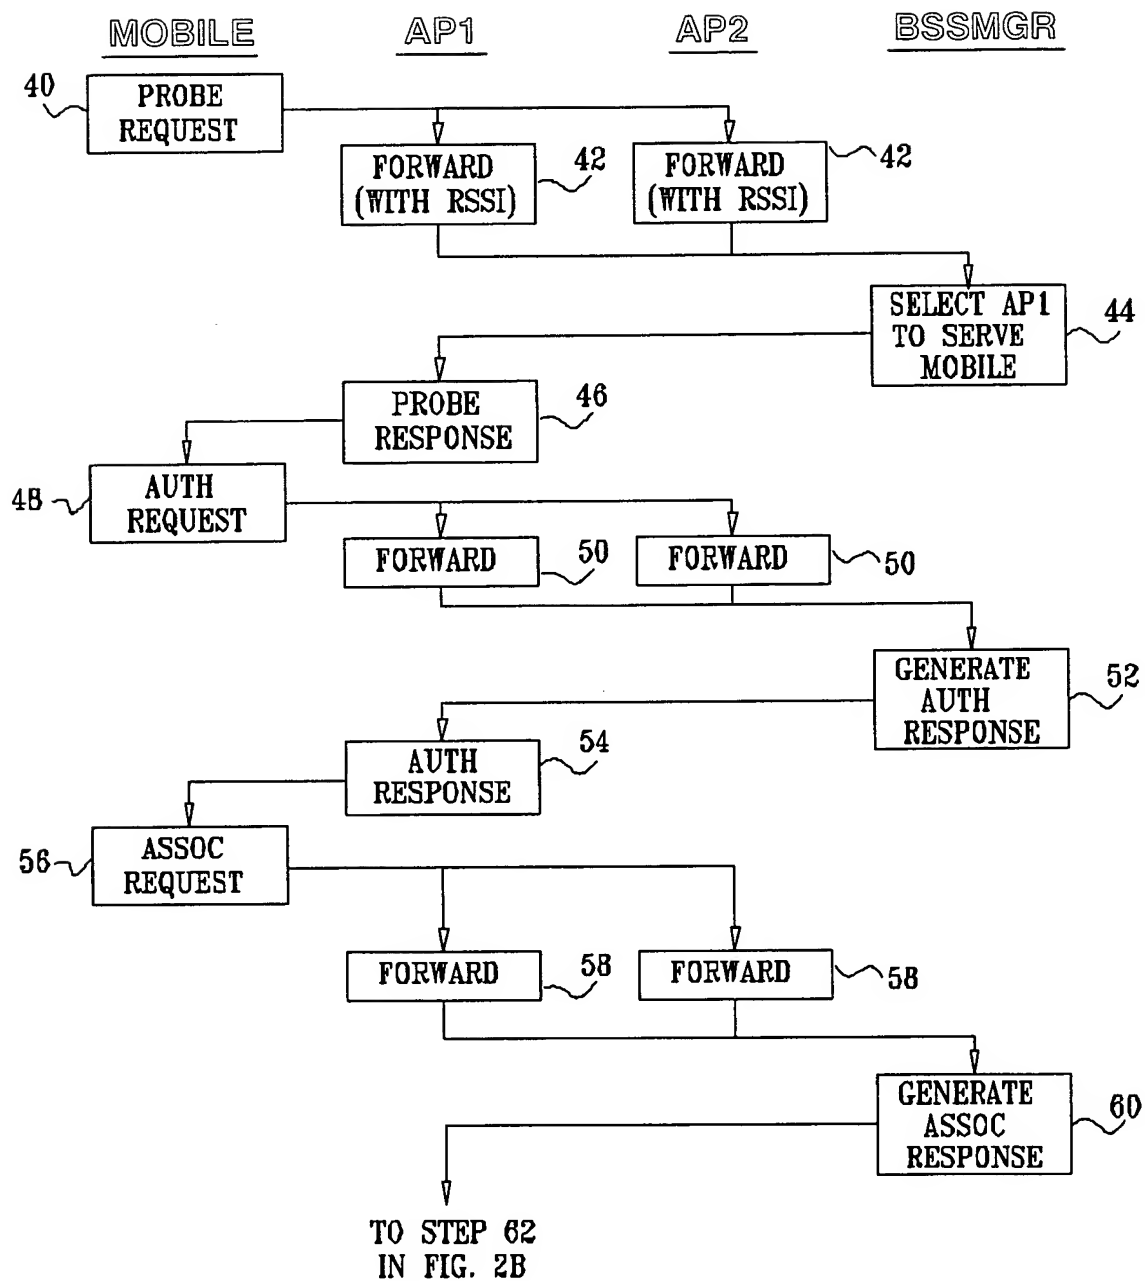 MOBILE AP1 AP2 BSSMGR
40
PROBE
REQUEST
FORWARD
(WITH RSSI)
42
FORWARD
(WITH RSSI)
42
SELECT AP1
TO SERVE
MOBILE
44
PROBE
RESPONSE
46
48
AUTH
REQUEST
FORWARD
50
FORWARD
50
GENERATE
AUTH
RESPONSE
52
AUTH
RESPONSE
54
56
ASSOC
REQUEST
FORWARD
58
FORWARD
58
GENERATE
ASSOC
RESPONSE
60
TO STEP 62
IN FIG. 2B